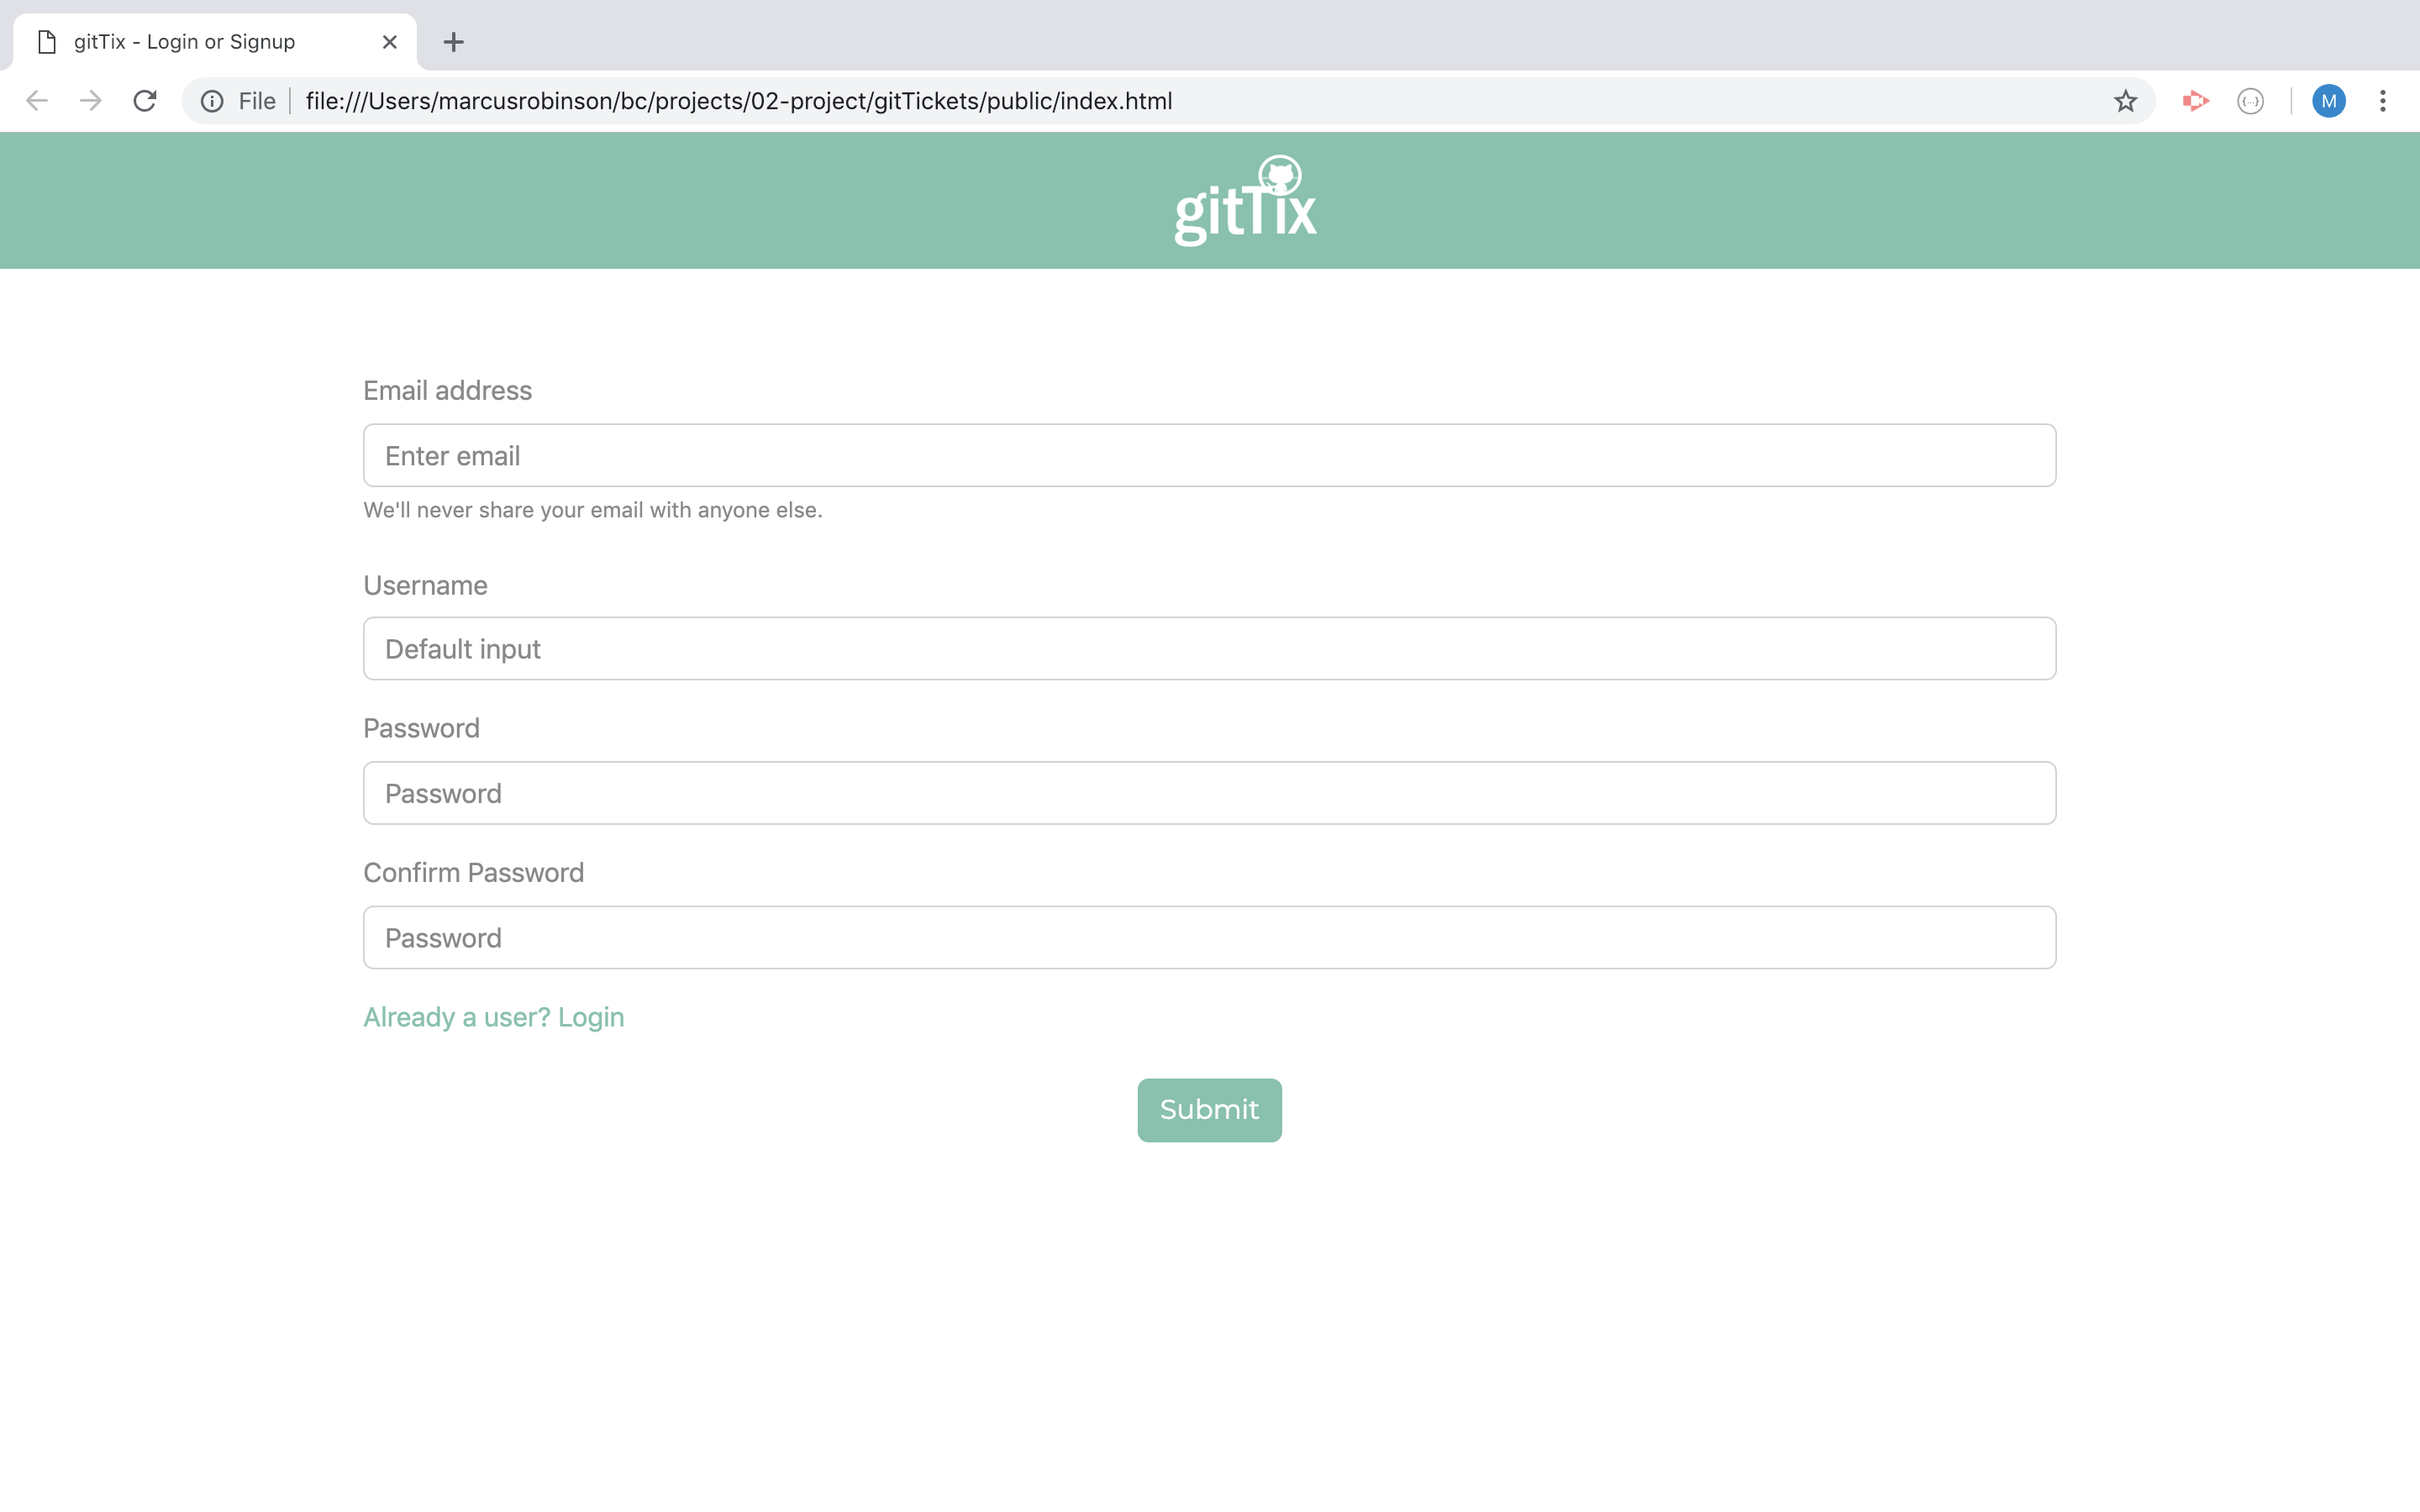 gitTix - Login or Signup
File file:///Users/marcusrobinson/bc/projects/02-project/gitTickets/public/index.html M
gitTix
Email address
Enter email
We'll never share your email with anyone else.
Username
Default input
Password
Password
Confirm Password
Password
Already a user? Login
Submit